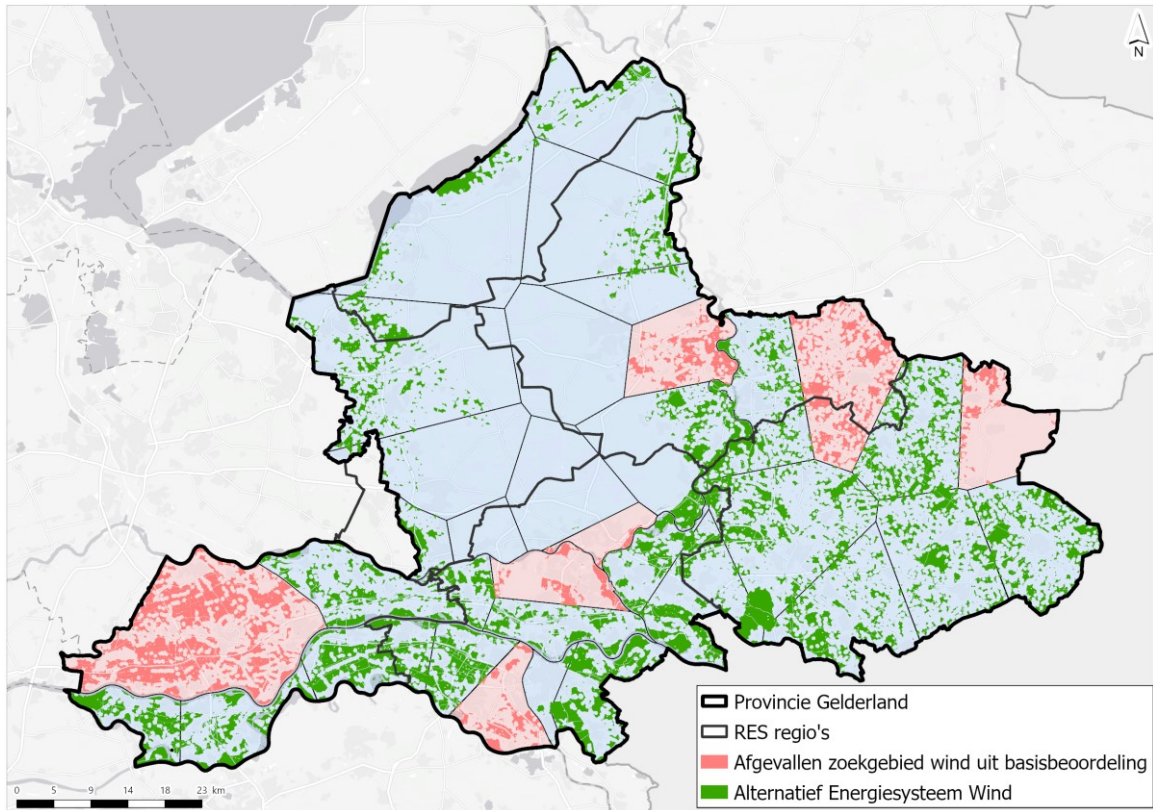 N
Provincie Gelderland
RES regio's
Afgevallen zoekgebied wind uit basisbeoordeling
Alternatief Energiesysteem Wind
0 5 9 14 18 23 km